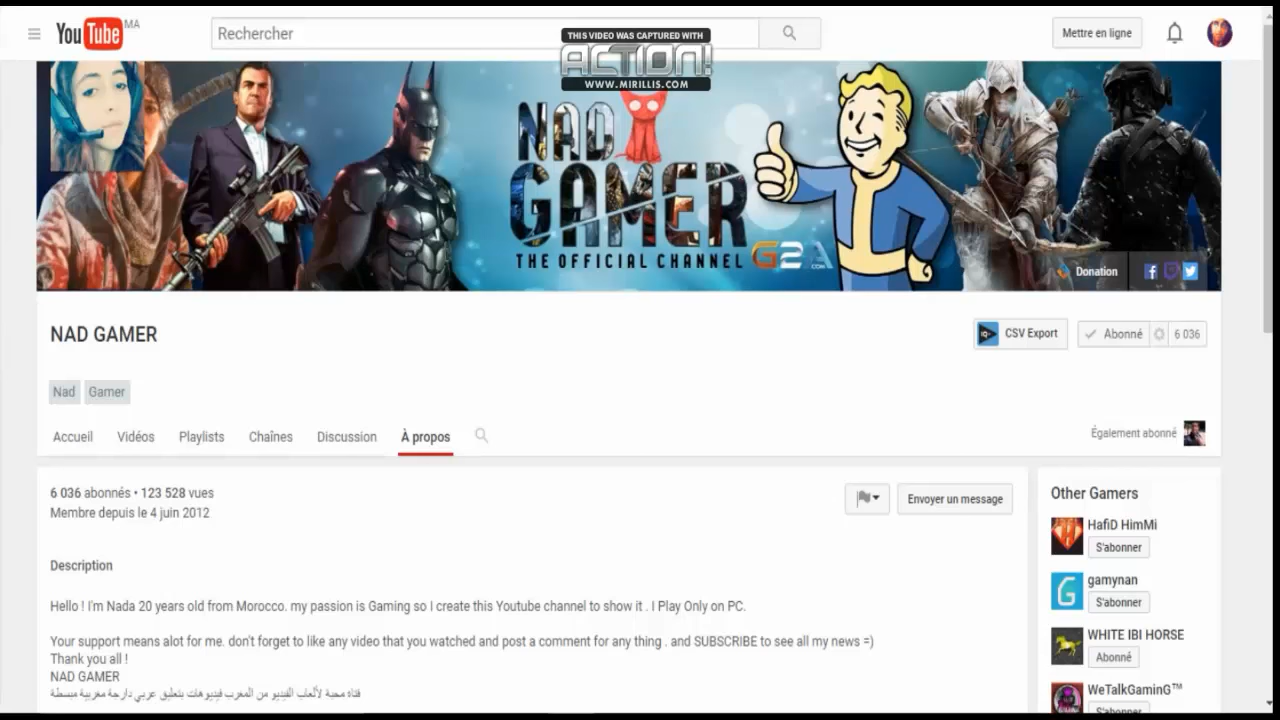 YouTube MA
Rechercher
THIS VIDEO WAS CAPTURED WITH
ACTION!
WWW.MIRILLIS.COM
Mettre en ligne
NAD
GAMER
THE OFFICIAL CHANNEL G2A.COM
Donation
NAD GAMER
CSV Export
Abonné 6 036
Nad Gamer
Accueil Vidéos Playlists Chaînes Discussion À propos
Également abonné
6 036 abonnés • 123 528 vues
Membre depuis le 4 juin 2012
Envoyer un message
Description
Hello ! I'm Nada 20 years old from Morocco. my passion is Gaming so I create this Youtube channel to show it . I Play Only on PC.
Your support means alot for me. don't forget to like any video that you watched and post a comment for any thing . and SUBSCRIBE to see all my news =)
Thank you all !
NAD GAMER
فتاه محبة لألعاب الفيديو من المغرب فيديوهات بتعليق عربي دارجة مغربية مبسطة
Other Gamers
HafiD HimMi
S'abonner
gamynan
S'abonner
WHITE IBI HORSE
Abonné
WeTalkGaminG™
S'abonner